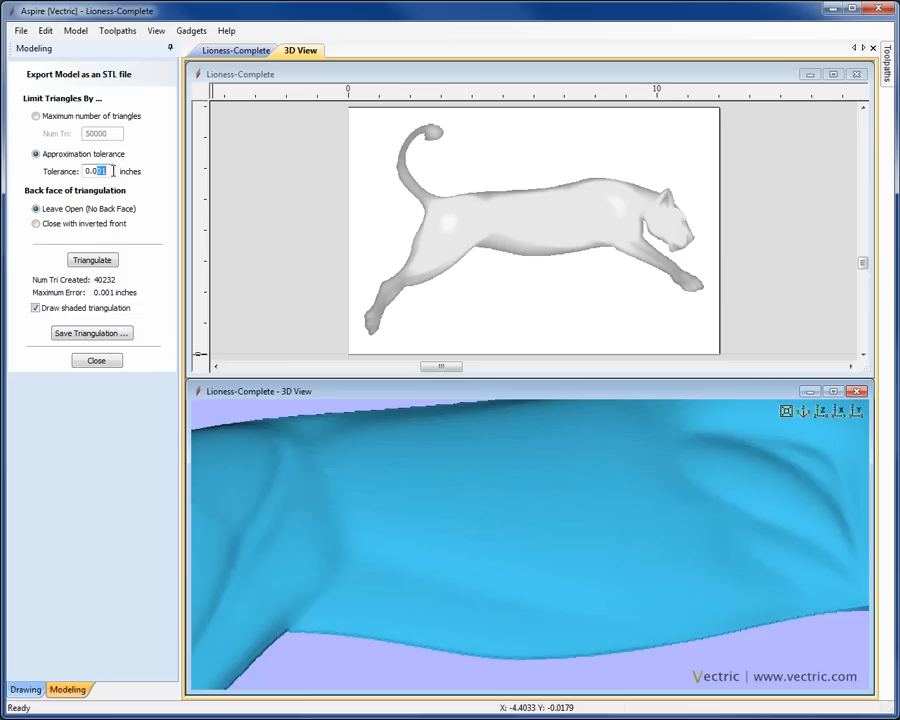 Aspire {Vectric} - Lioness-Complete
File Edit Model Toolpaths View Gadgets Help
Modeling
Lioness-Complete 3D View
Toolpaths
Export Model as an STL file
Limit Triangles By ...
Maximum number of triangles
Num Tri: 50000
Approximation tolerance
Tolerance: 0.001 inches
Back face of triangulation
Leave Open (No Back Face)
Close with inverted front
Triangulate
Num Tri Created: 40232
Maximum Error: 0.001 inches
Draw shaded triangulation
Save Triangulation ...
Close
Lioness-Complete
0 10
Lioness-Complete - 3D View
Z X Y
Vectric | www.vectric.com
Drawing Modeling
Ready X: -4.4033 Y: -0.0179